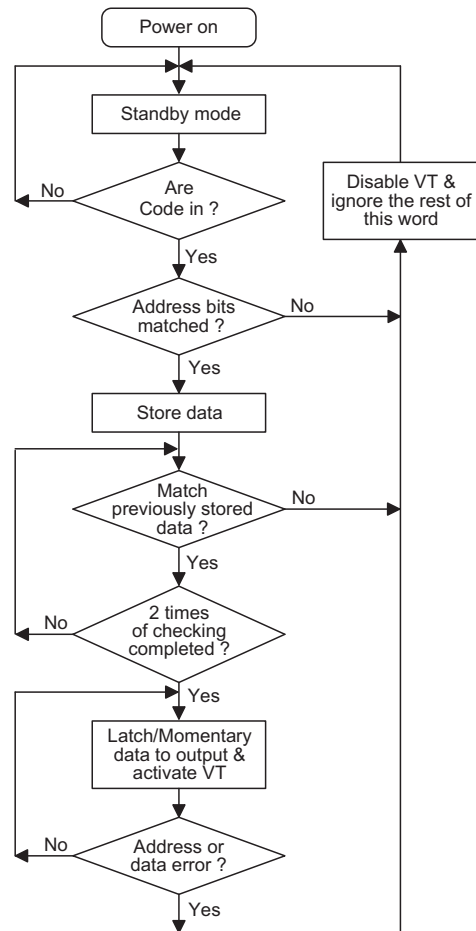 Power on
Standby mode
Are
Code in ?
No
Yes
Disable VT &
ignore the rest of
this word
Address bits
matched ?
No
Yes
Store data
Match
previously stored
data ?
No
Yes
2 times
of checking
completed ?
No
Yes
Latch/Momentary
data to output &
activate VT
Address or
data error ?
No
Yes